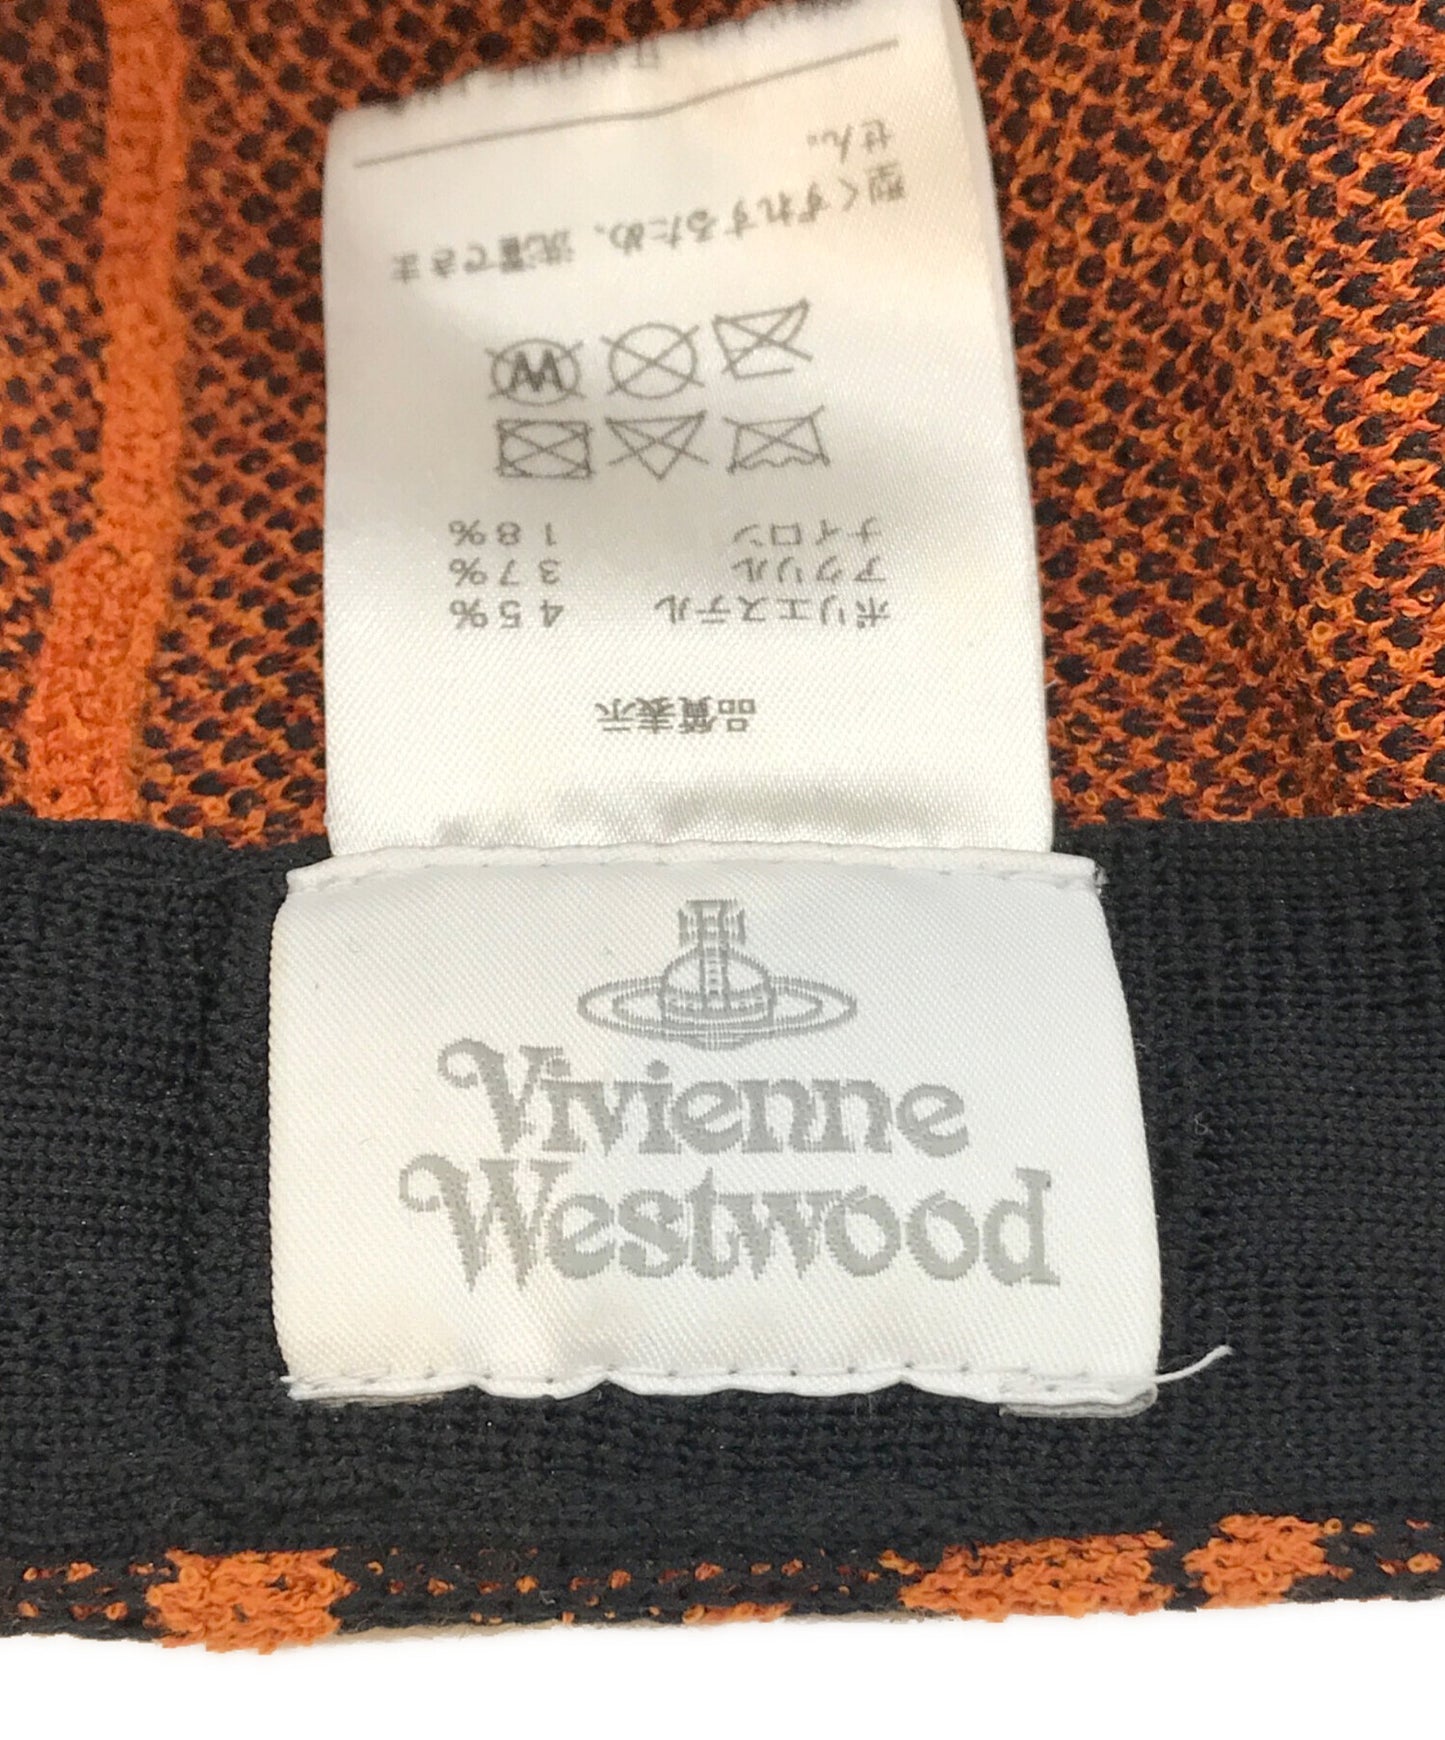 品質表示
ポリエステル 45%
アクリル 37%
ナイロン 18%
W
型くずれするため、洗濯できま
せん。
Vivienne
Westwood